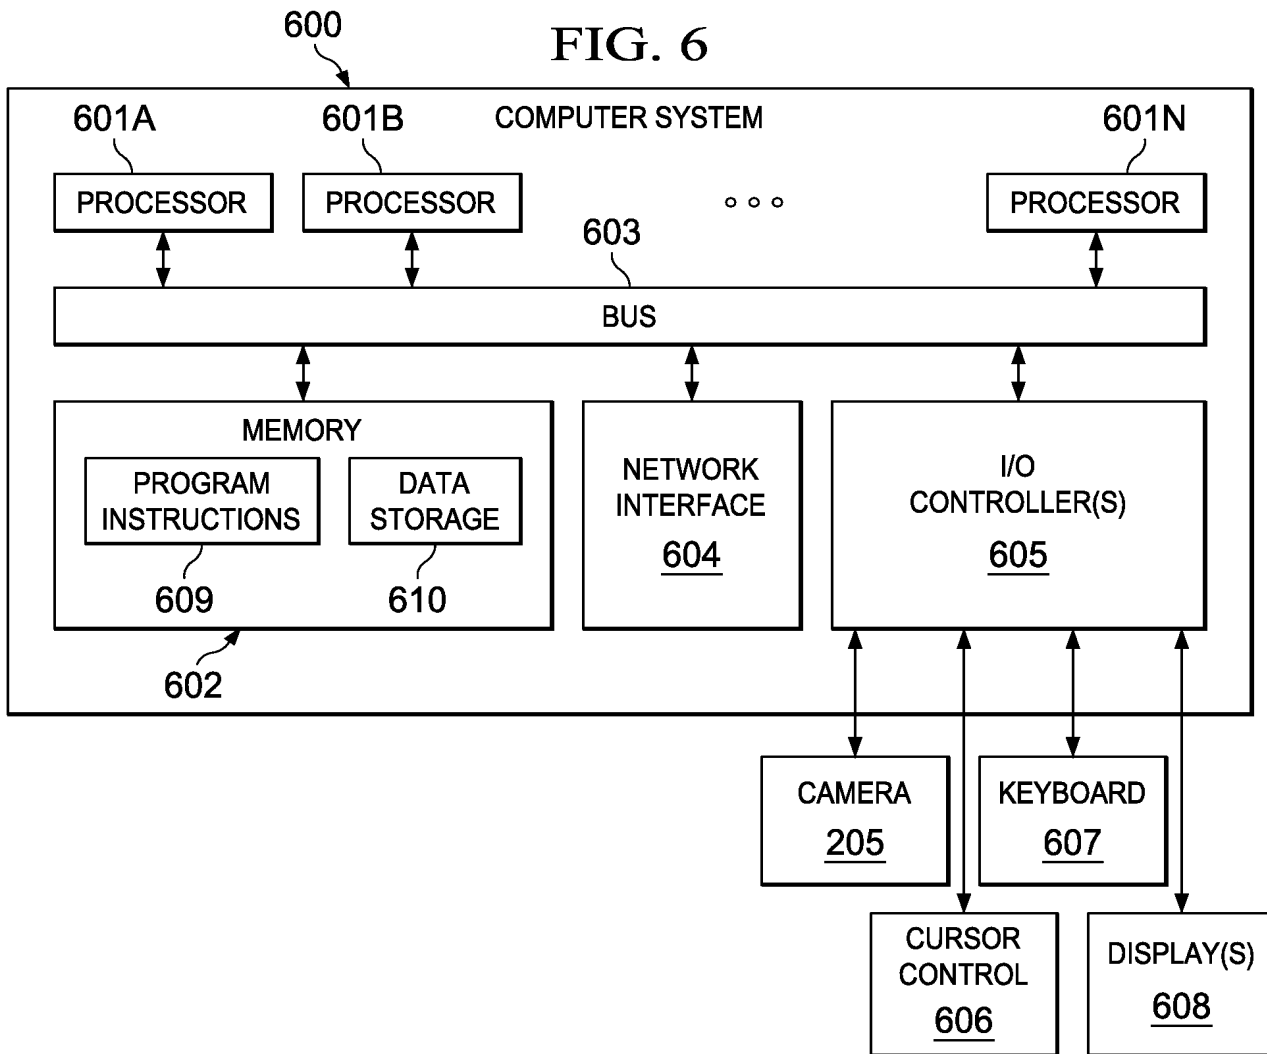 FIG. 6
600
COMPUTER SYSTEM
601A
601B
601N
PROCESSOR
PROCESSOR
PROCESSOR
603
BUS
MEMORY
PROGRAM
INSTRUCTIONS
609
DATA
STORAGE
610
602
NETWORK
INTERFACE
604
I/O
CONTROLLER(S)
605
CAMERA
205
KEYBOARD
607
CURSOR
CONTROL
606
DISPLAY(S)
608